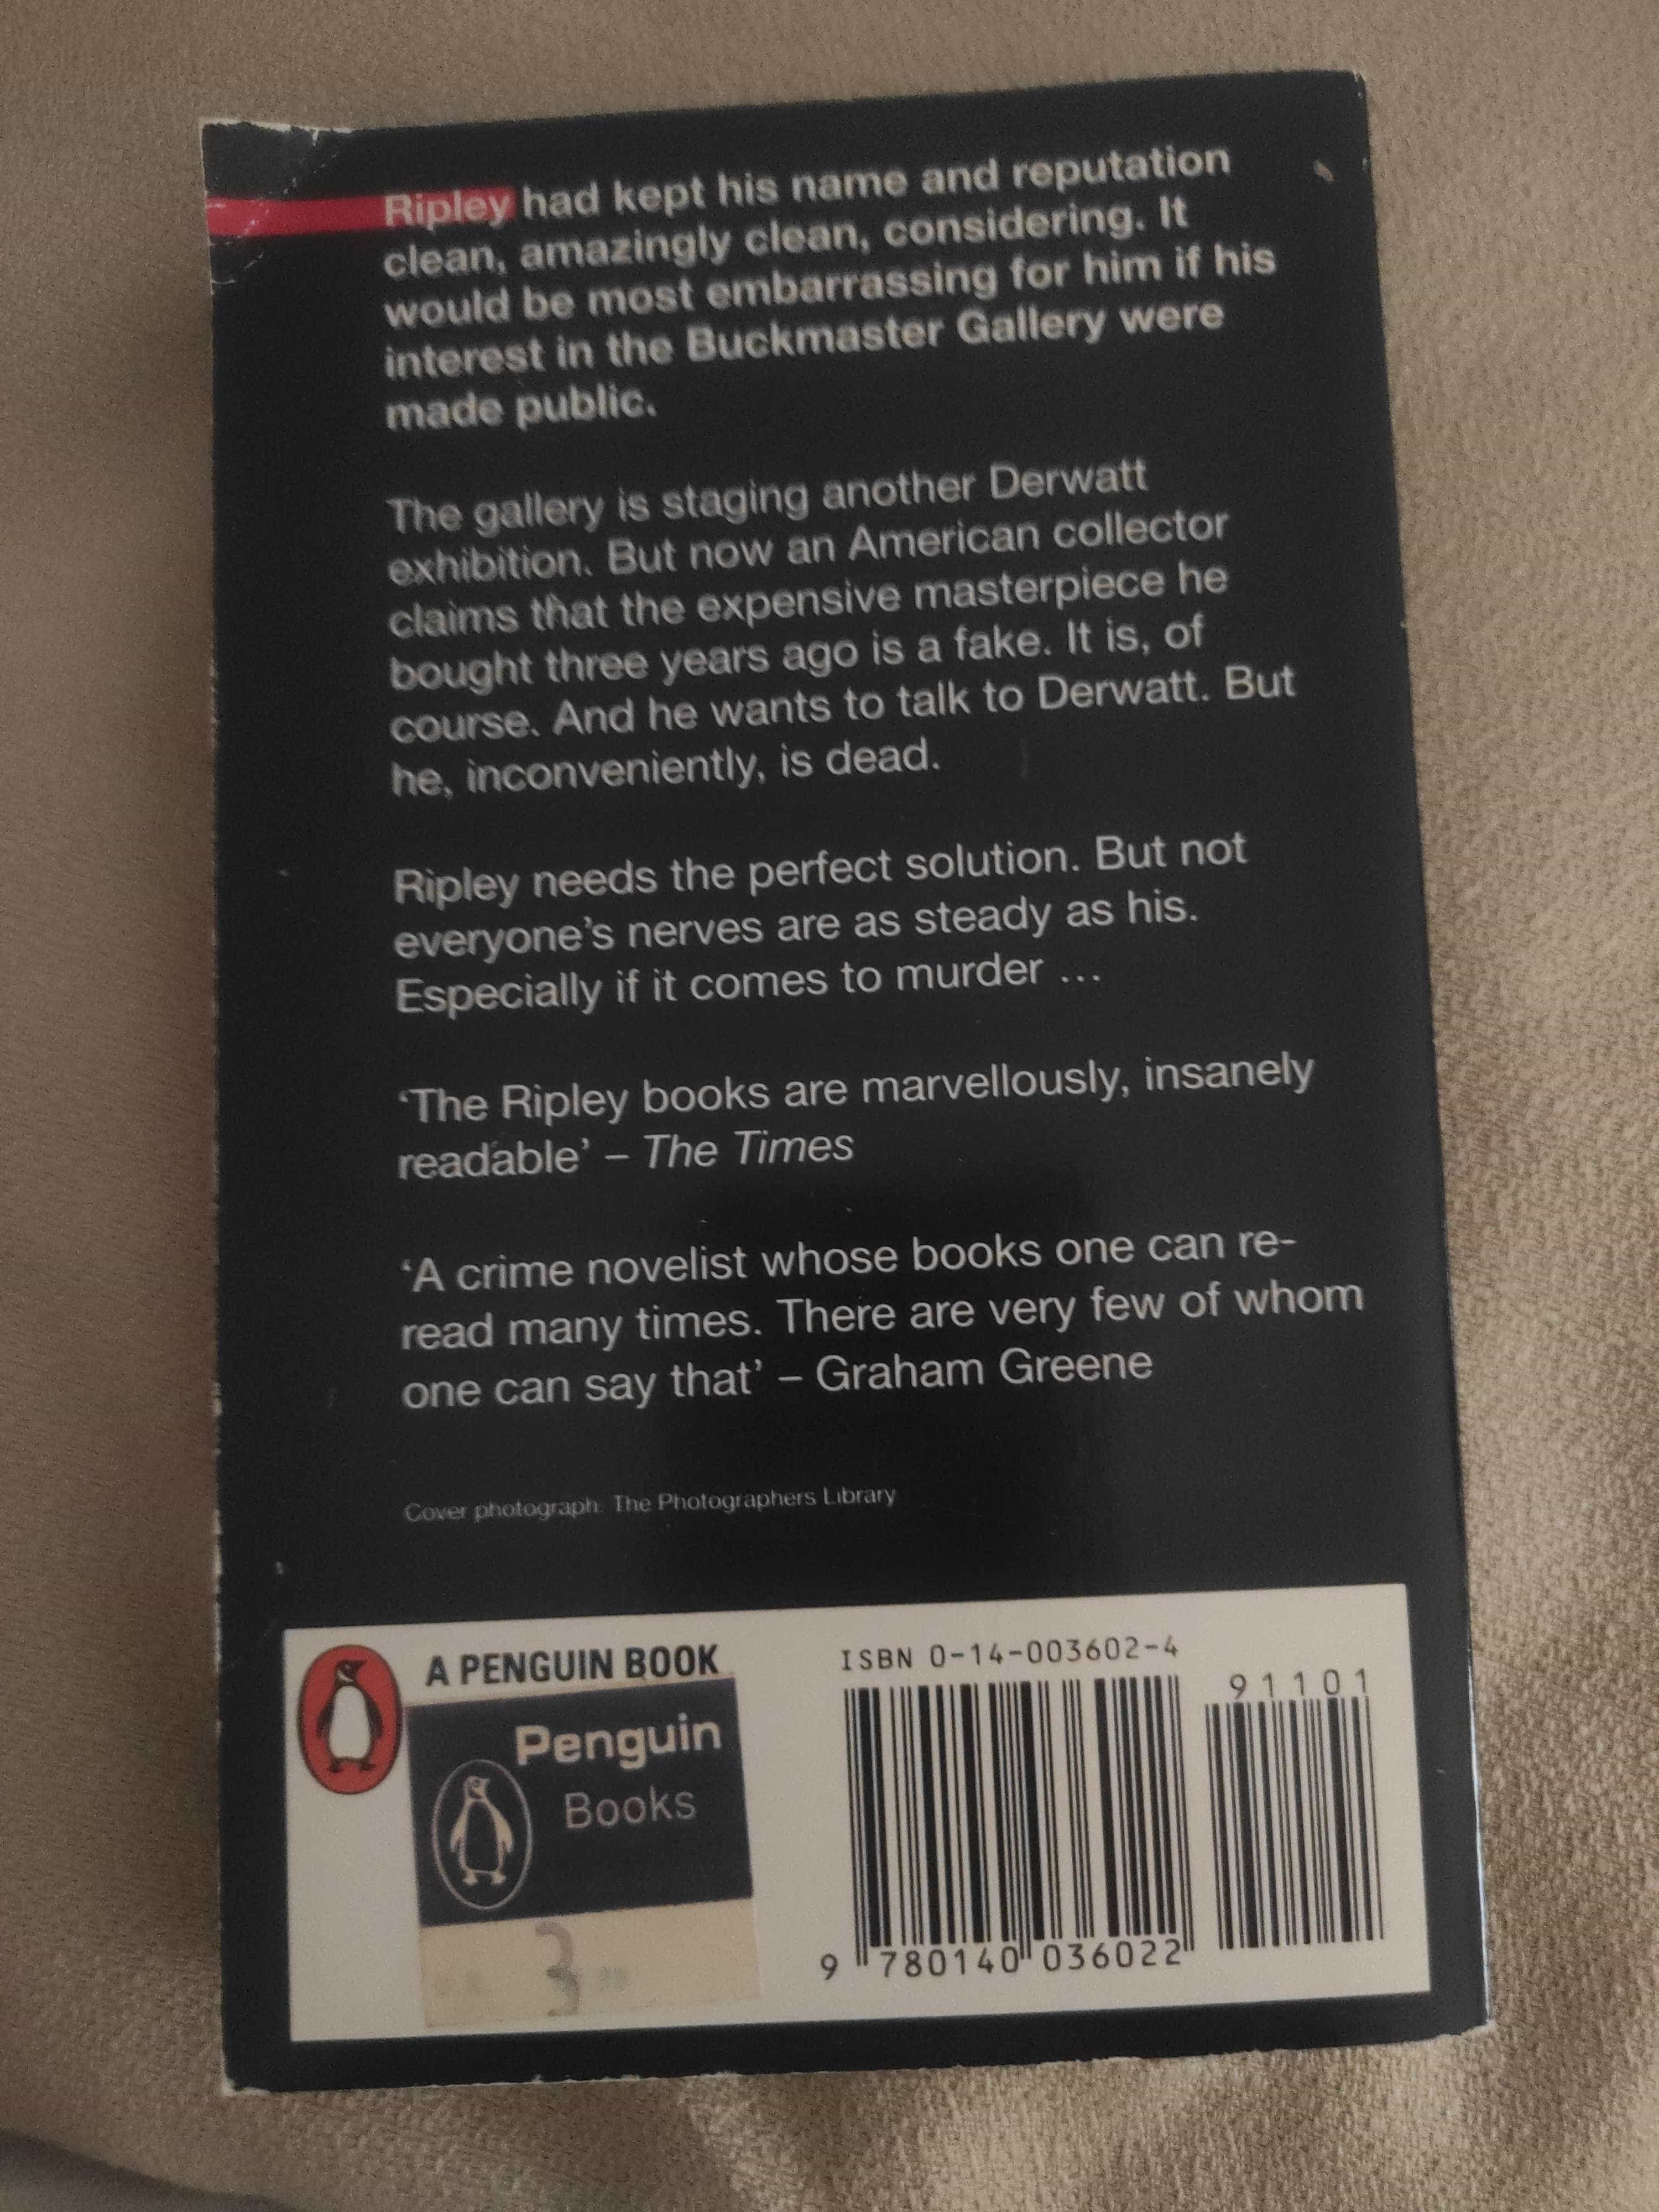 Ripley had kept his name and reputation
clean, amazingly clean, considering. It
would be most embarrassing for him if his
interest in the Buckmaster Gallery were
made public.
The gallery is staging another Derwatt
exhibition. But now an American collector
claims that the expensive masterpiece he
bought three years ago is a fake. It is, of
course. And he wants to talk to Derwatt. But
he, inconveniently, is dead.
Ripley needs the perfect solution. But not
everyone’s nerves are as steady as his.
Especially if it comes to murder ...
‘The Ripley books are marvellously, insanely
readable’ – The Times
‘A crime novelist whose books one can re-
read many times. There are very few of whom
one can say that’ – Graham Greene
Cover photograph: The Photographers Library
A PENGUIN BOOK
Penguin
Books
3
ISBN 0-14-003602-4
91101
9 780140 036022